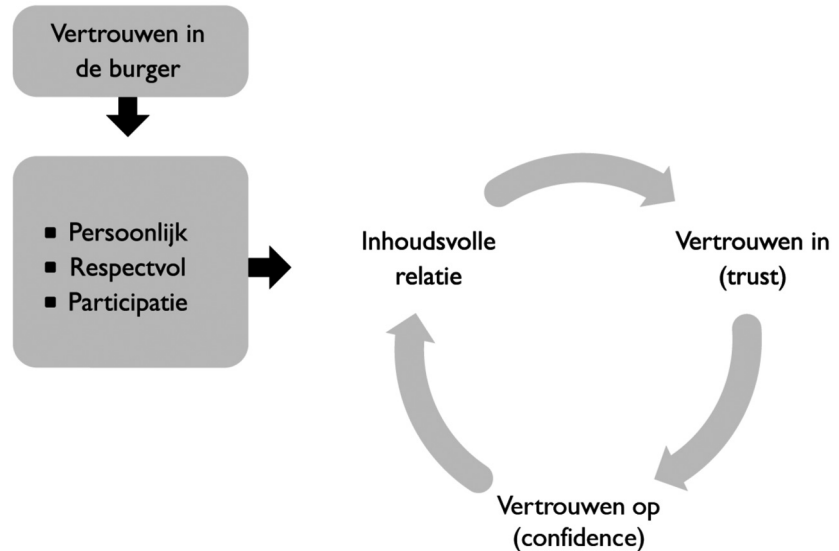 Vertrouwen in
de burger
▪ Persoonlijk
▪ Respectvol
▪ Participatie
Inhoudsvolle
relatie
Vertrouwen in
(trust)
Vertrouwen op
(confidence)